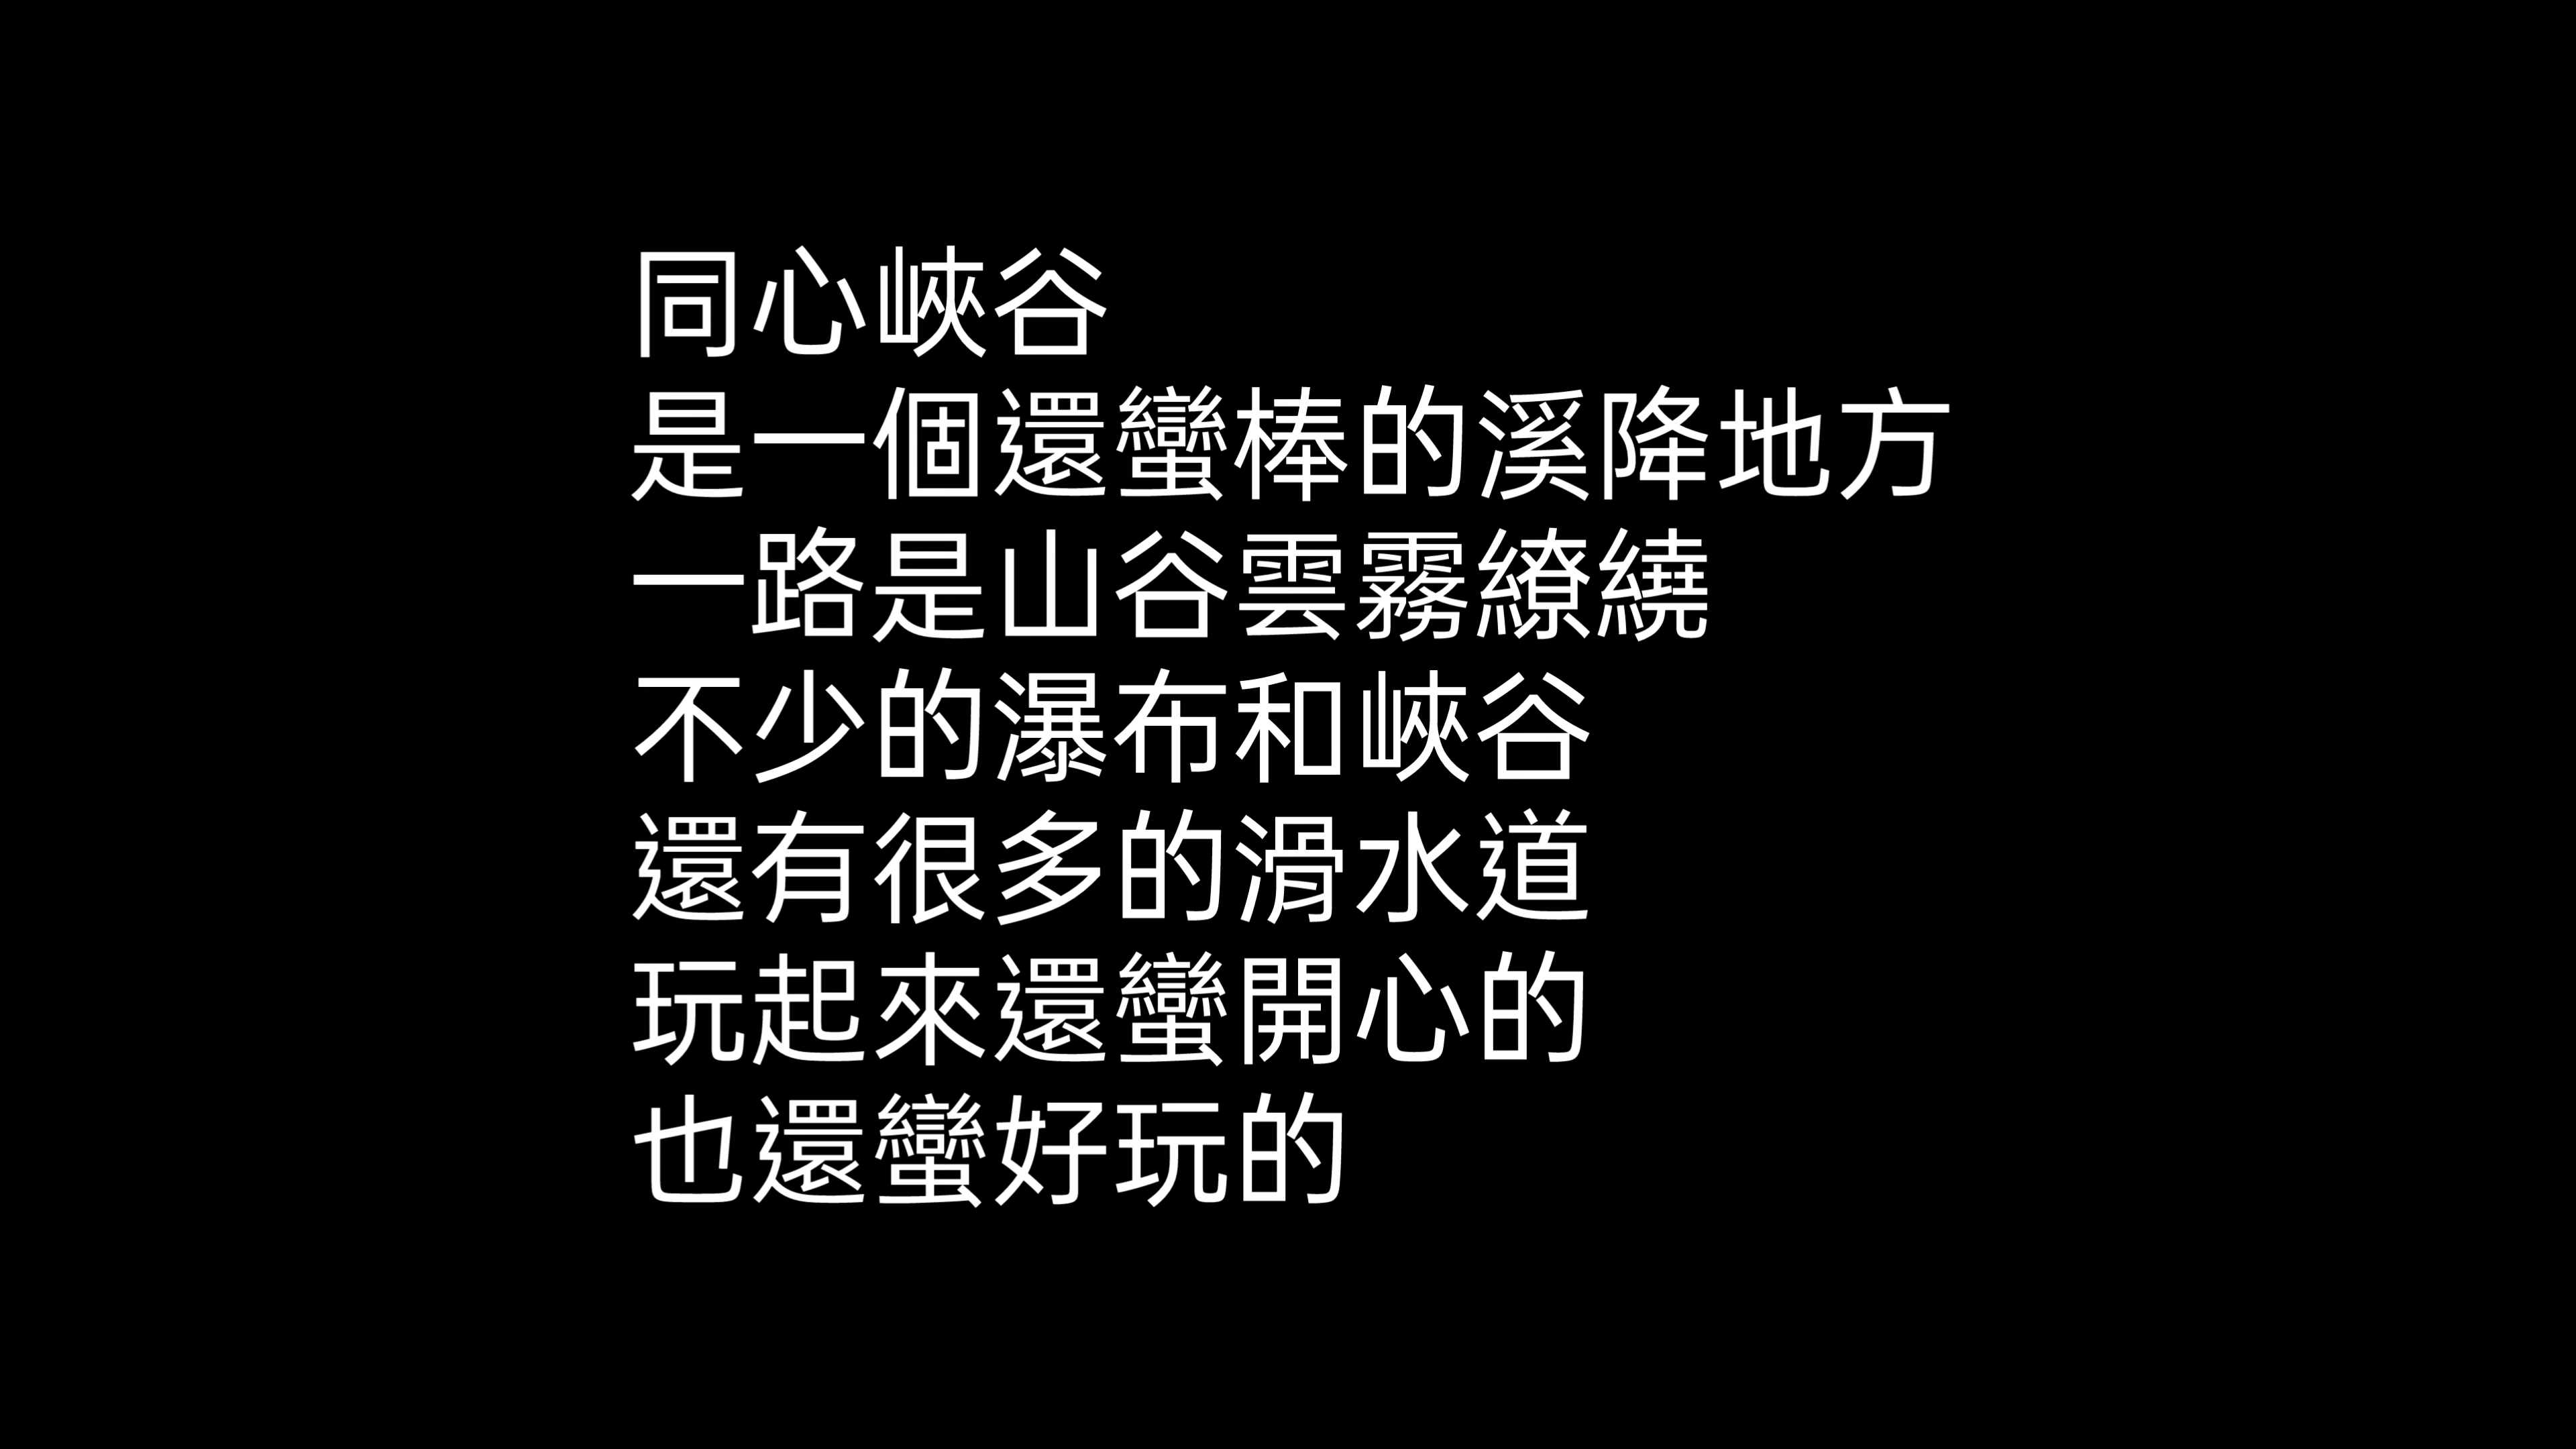 同心峽谷
是一個還蠻棒的溪降地方
一路是山谷雲霧繚繞
不少的瀑布和峽谷
還有很多的滑水道
玩起來還蠻開心的
也還蠻好玩的